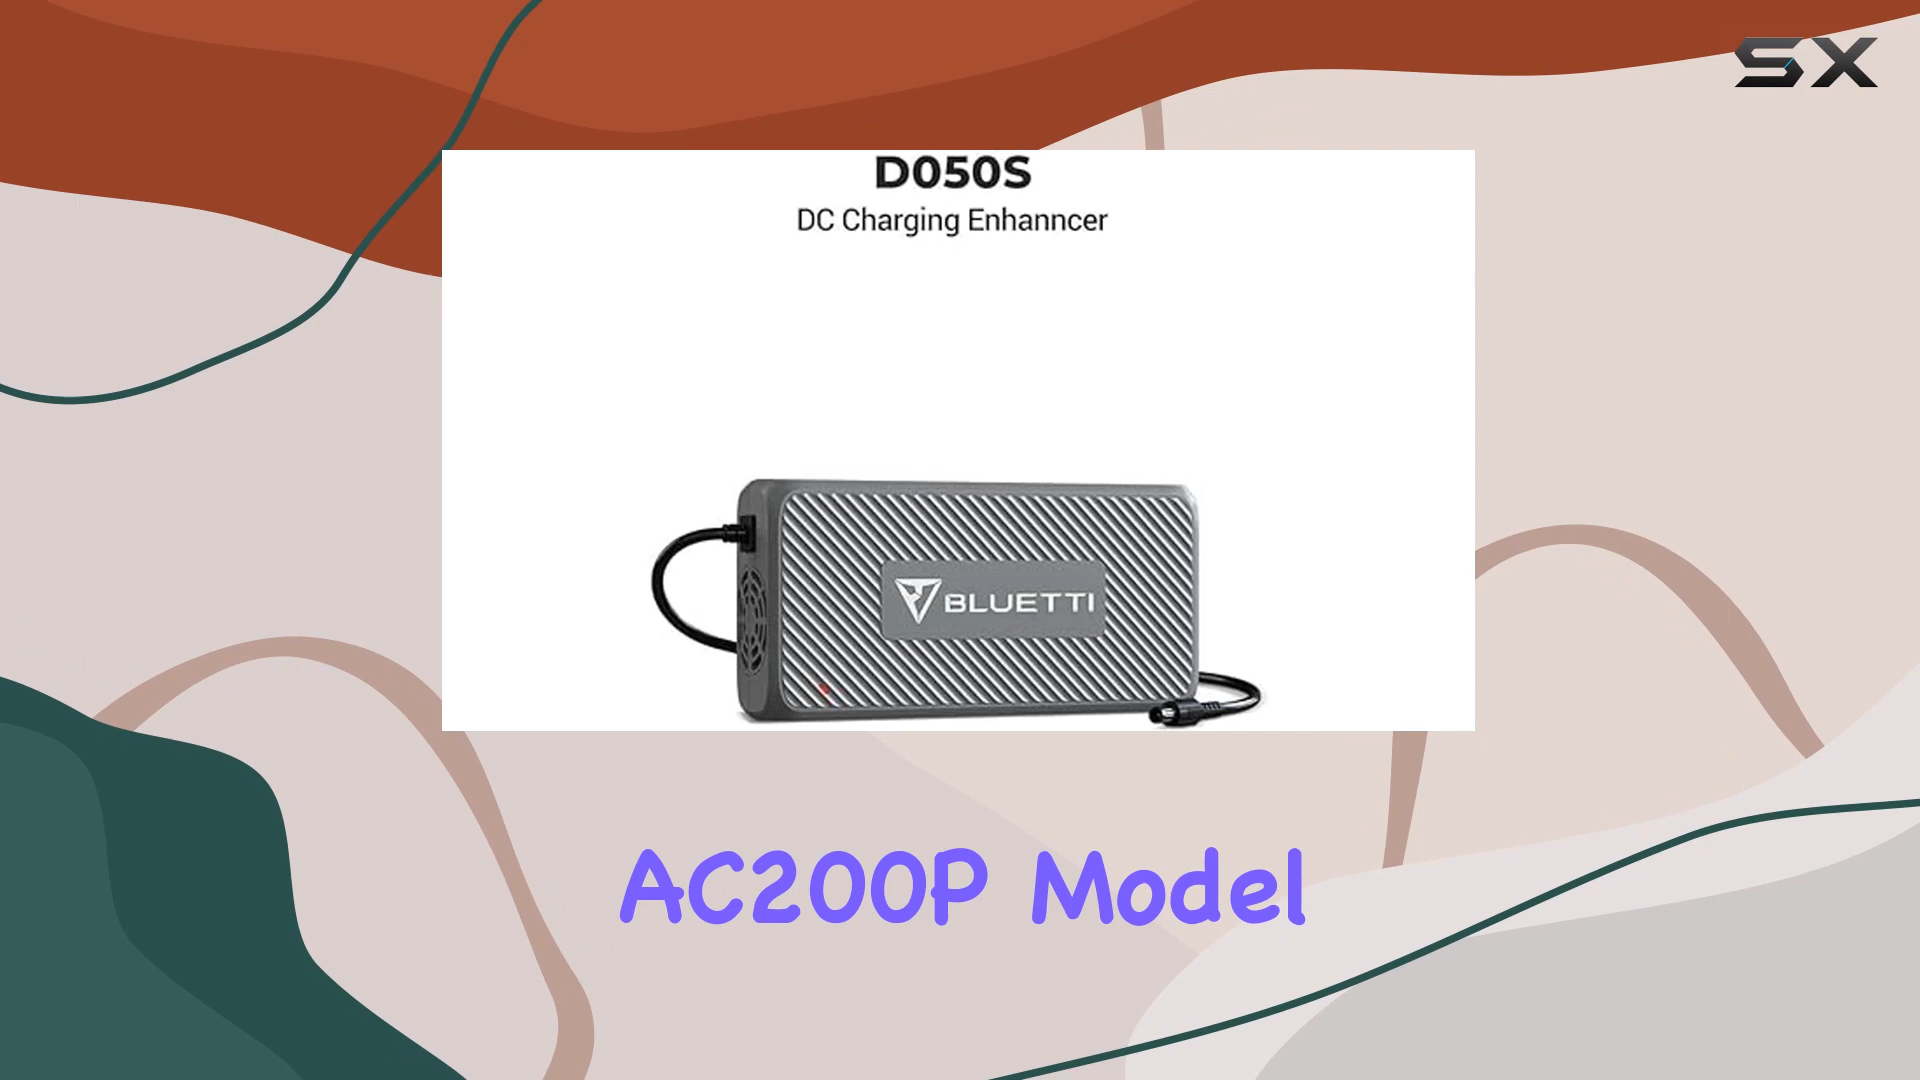 SX
D050S
DC Charging Enhanncer
BLUETTI
AC200P Model